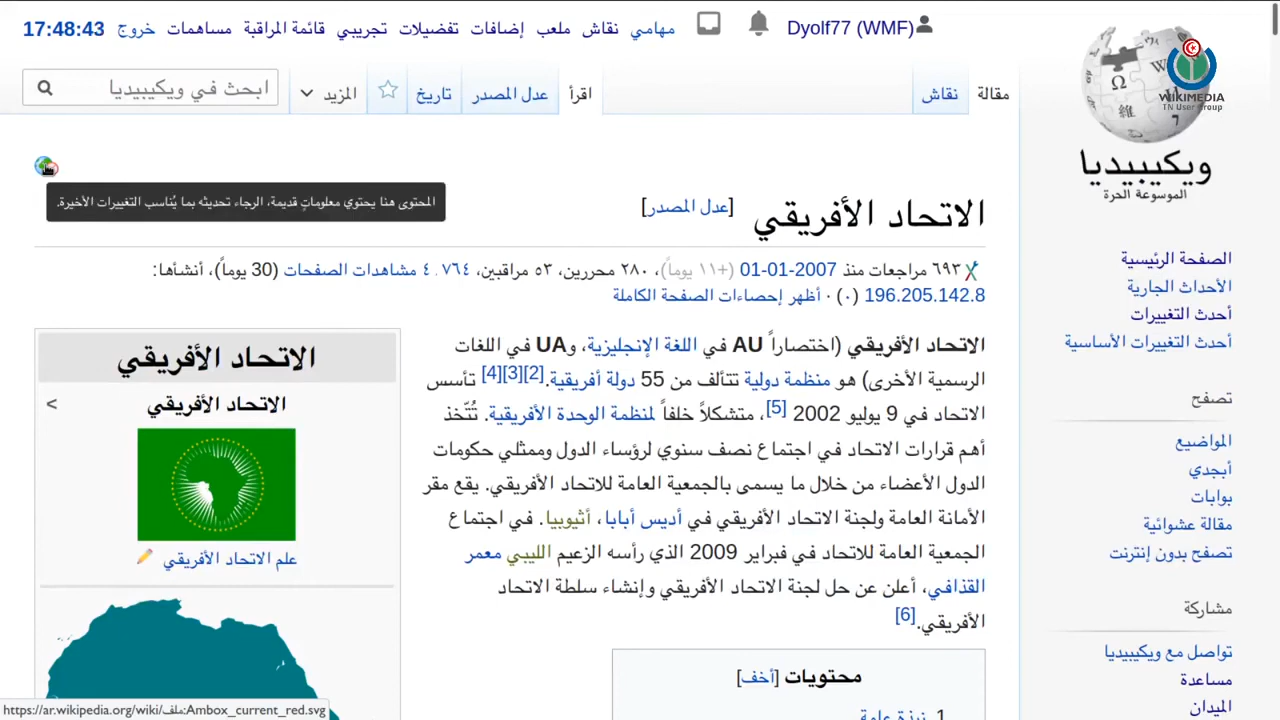 Dyolf77 (WMF) مهامي نقاش ملعب إضافات تفضيلات تجريبي قائمة المراقبة مساهمات خروج 17:48:43
WIKIMEDIA
TN User Group
ويكيبيديا
الموسوعة الحرة
مقالة نقاش اقرأ عدل المصدر تاريخ المزيد ابحث في ويكيبيديا
المحتوى هنا يحتوي معلوماتٍ قديمة، الرجاء تحديثه بما يُناسب التغييرات الأخيرة.
الاتحاد الأفريقي [عدل المصدر]
٦٩٣ مراجعات منذ 2007-01-01 (+١١ يوماً)، ٢٨٠ محررين، ٥٣ مراقبين، ٤٬٧٦٤ مشاهدات الصفحات (30 يوماً)، أنشأها:
196.205.142.8 (٠) · أظهر إحصاءات الصفحة الكاملة
الاتحاد الأفريقي (اختصاراً AU في اللغة الإنجليزية، وUA في اللغات
الرسمية الأخرى) هو منظمة دولية تتألف من 55 دولة أفريقية.[2][3][4] تأسس
الاتحاد في 9 يوليو 2002 [5]، متشكلاً خلفاً لمنظمة الوحدة الأفريقية. تُتّخذ
أهم قرارات الاتحاد في اجتماع نصف سنوي لرؤساء الدول وممثلي حكومات
الدول الأعضاء من خلال ما يسمى بالجمعية العامة للاتحاد الأفريقي. يقع مقر
الأمانة العامة ولجنة الاتحاد الأفريقي في أديس أبابا، أثيوبيا. في اجتماع
الجمعية العامة للاتحاد في فبراير 2009 الذي رأسه الزعيم الليبي معمر
القذافي، أعلن عن حل لجنة الاتحاد الأفريقي وإنشاء سلطة الاتحاد
الأفريقي.[6]
محتويات [أخف]
1 نبذة عامة
الاتحاد الأفريقي
الاتحاد الأفريقي
>
علم الاتحاد الأفريقي
الصفحة الرئيسية
الأحداث الجارية
أحدث التغييرات
أحدث التغييرات الأساسية
تصفح
المواضيع
أبجدي
بوابات
مقالة عشوائية
تصفح بدون إنترنت
مشاركة
تواصل مع ويكيبيديا
مساعدة
الميدان
https://ar.wikipedia.org/wiki/ملف:Ambox_current_red.svg